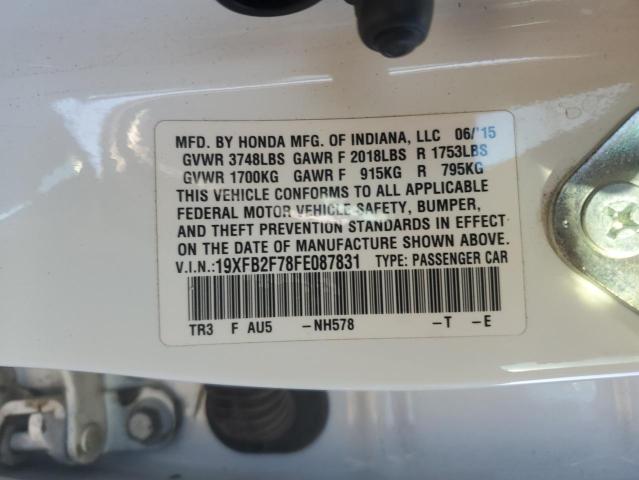 MFD. BY HONDA MFG. OF INDIANA, LLC 06/'15
GVWR 3748LBS GAWR F 2018LBS R 1753LBS
GVWR 1700KG GAWR F 915KG R 795KG
THIS VEHICLE CONFORMS TO ALL APPLICABLE
FEDERAL MOTOR VEHICLE SAFETY, BUMPER,
AND THEFT PREVENTION STANDARDS IN EFFECT
ON THE DATE OF MANUFACTURE SHOWN ABOVE.
V.I.N.:19XFB2F78FE087831 TYPE: PASSENGER CAR
TR3 F AU5 -NH578 -T -E